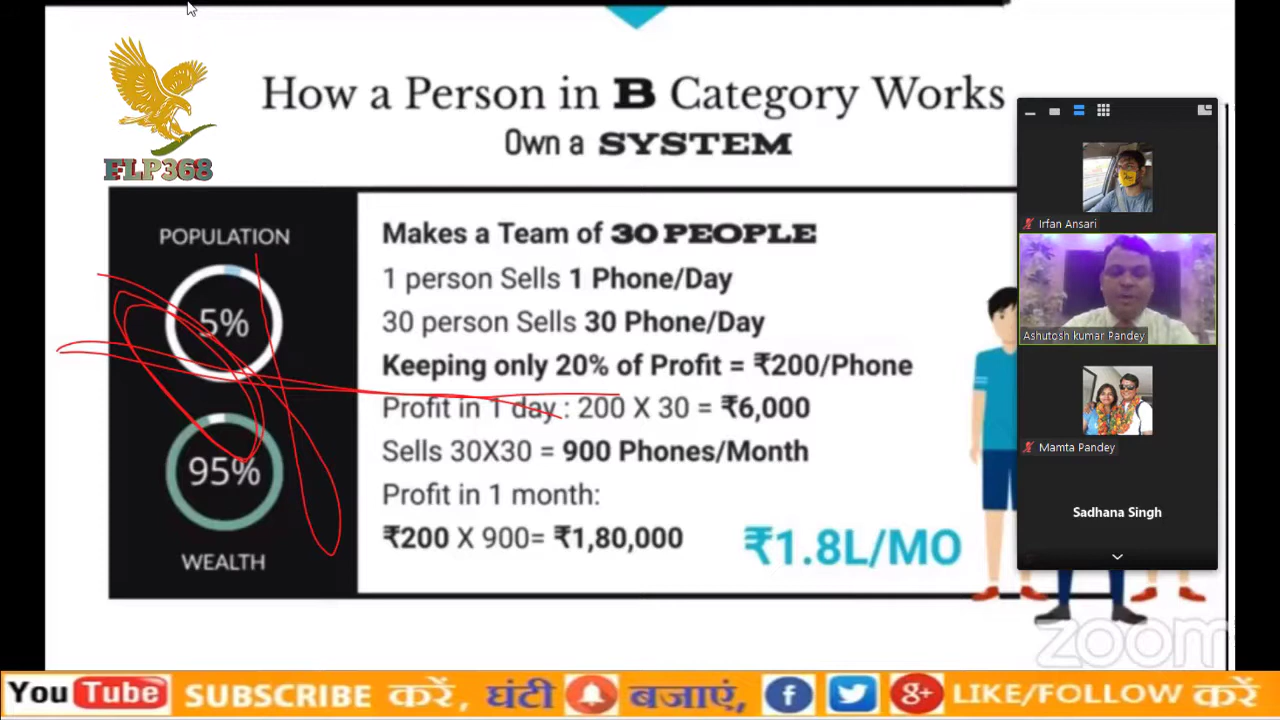 How a Person in B Category Works
Own a SYSTEM
FLP368
POPULATION
5%
95%
WEALTH
Makes a Team of 30 PEOPLE
1 person Sells 1 Phone/Day
30 person Sells 30 Phone/Day
Keeping only 20% of Profit = ₹200/Phone
Profit in 1 day : 200 X 30 = ₹6,000
Sells 30X30 = 900 Phones/Month
Profit in 1 month:
₹200 X 900= ₹1,80,000
₹1.8L/MO
Irfan Ansari
Ashutosh kumar Pandey
Mamta Pandey
Sadhana Singh
zoom
YouTube SUBSCRIBE करें, घंटी बजाएं, f 8+ LIKE/FOLLOW करें